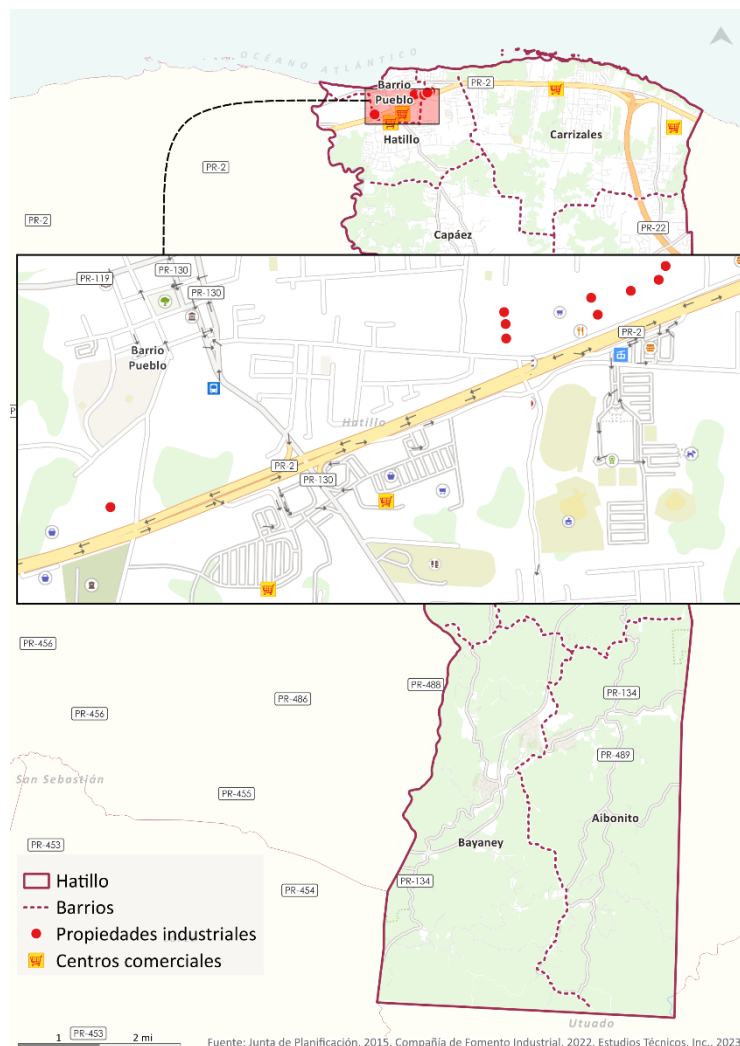 OCÉANO ATLÁNTICO
Barrio
Pueblo
PR-2
Hatillo
Carrizales
PR-2
Capáez
PR-22
PR-119
PR-130
PR-130
Barrio
Pueblo
PR-2
Hatillo
PR-2
PR-130
PR-456
PR-488
PR-486
PR-134
PR-456
PR-489
San Sebastián
PR-455
Aibonito
Bayaney
PR-453
PR-134
PR-454
Hatillo
Barrios
Propiedades industriales
Centros comerciales
Utuado
1
PR-453
2 mi
Fuente: Junta de Planificación, 2015, Compañía de Fomento Industrial, 2022, Estudios Técnicos, Inc., 2023